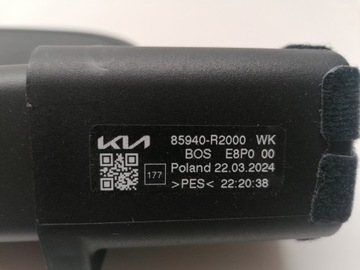 KIA 85940-R2000 WK
BOS E8P0 00
177 Poland 22.03.2024
>PES< 22:20:38